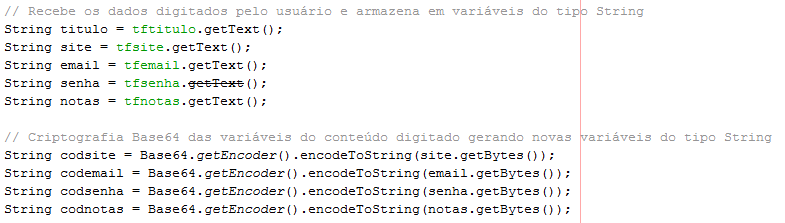 // Recebe os dados digitados pelo usuário e armazena em variáveis do tipo String
String titulo = tftitulo.getText();
String site = tfsite.getText();
String email = tfemail.getText();
String senha = tfsenha.getText();
String notas = tfnotas.getText();
// Criptografia Base64 das variáveis do conteúdo digitado gerando novas variáveis do tipo String
String codsite = Base64.getEncoder().encodeToString(site.getBytes());
String codemail = Base64.getEncoder().encodeToString(email.getBytes());
String codsenha = Base64.getEncoder().encodeToString(senha.getBytes());
String codnotas = Base64.getEncoder().encodeToString(notas.getBytes());